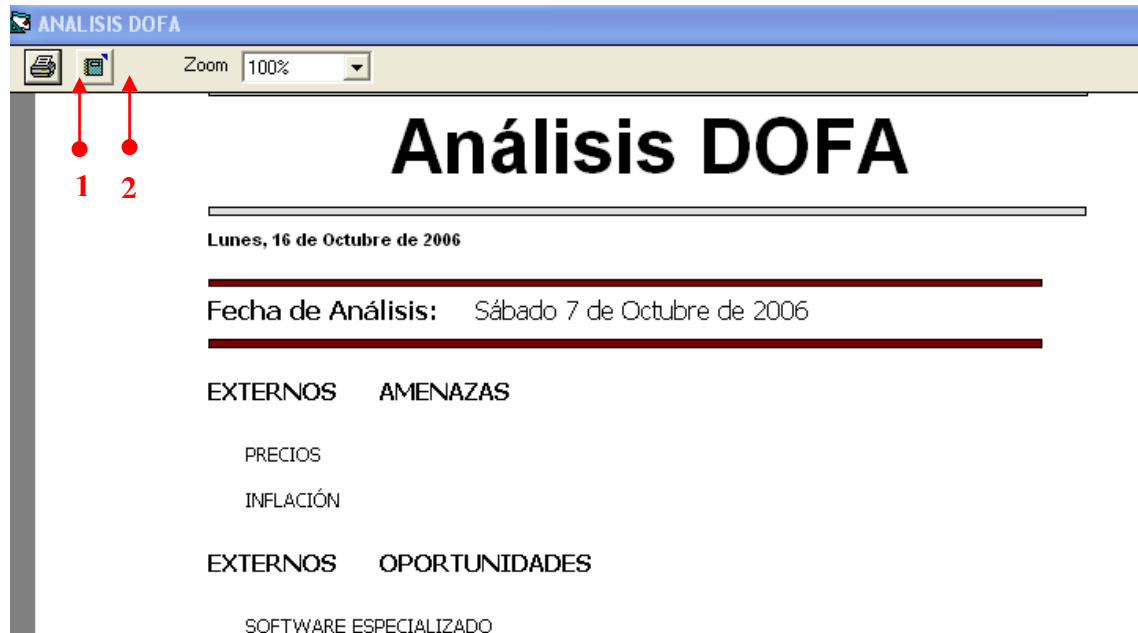 ANALISIS DOFA
Zoom 100%
1 2
Análisis DOFA
Lunes, 16 de Octubre de 2006
Fecha de Análisis: Sábado 7 de Octubre de 2006
EXTERNOS AMENAZAS
PRECIOS
INFLACIÓN
EXTERNOS OPORTUNIDADES
SOFTWARE ESPECIALIZADO